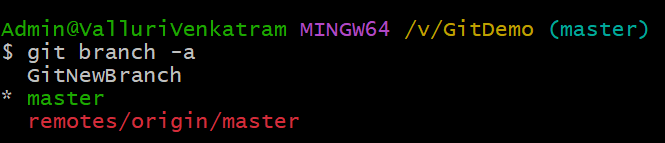 Admin@ValluriVenkatram MINGW64 /v/GitDemo (master)
$ git branch -a
  GitNewBranch
* master
  remotes/origin/master